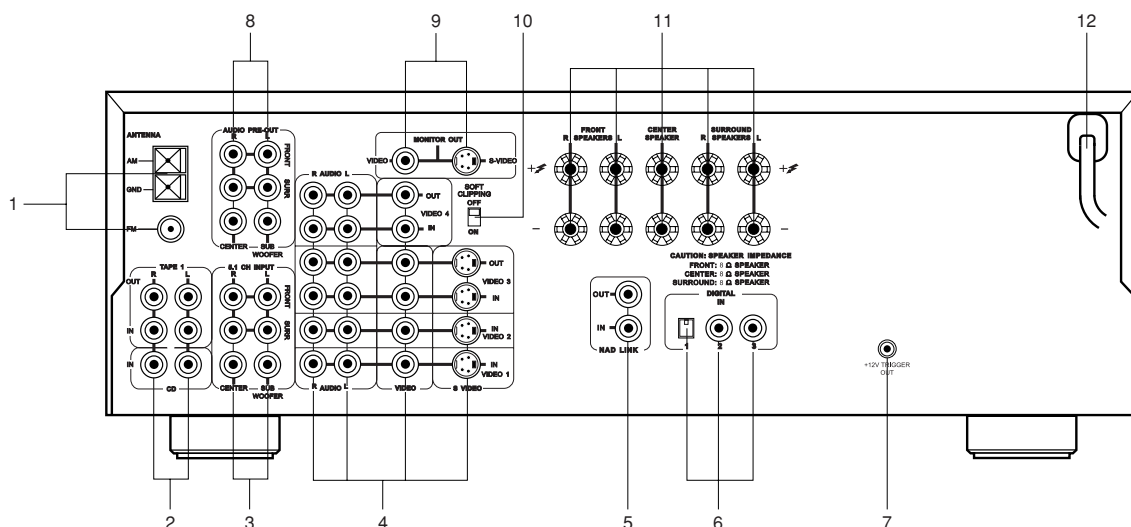 8 9 10 11 12
ANTENNA
AM
GND
FM
1
AUDIO PRE-OUT
R L
FRONT
SURR
CENTER SUB WOOFER
MONITOR OUT
VIDEO S-VIDEO
R AUDIO L
OUT
VIDEO 4
IN
SOFT CLIPPING
OFF
ON
FRONT
R SPEAKERS L
CENTER
SPEAKER
SURROUND
R SPEAKERS L
+ +
- -
CAUTION: SPEAKER IMPEDANCE
FRONT: 8 Ω SPEAKER
CENTER: 8 Ω SPEAKER
SURROUND: 8 Ω SPEAKER
TAPE 1
R L
OUT
IN
IN
CD
5.1 CH INPUT
R L
FRONT
SURR
CENTER SUB WOOFER
OUT
VIDEO 3
IN
IN
VIDEO 2
IN
VIDEO 1
R AUDIO L VIDEO S VIDEO
OUT
IN
NAD LINK
DIGITAL
IN
1 2 3
+12V TRIGGER
OUT
2 3 4 5 6 7